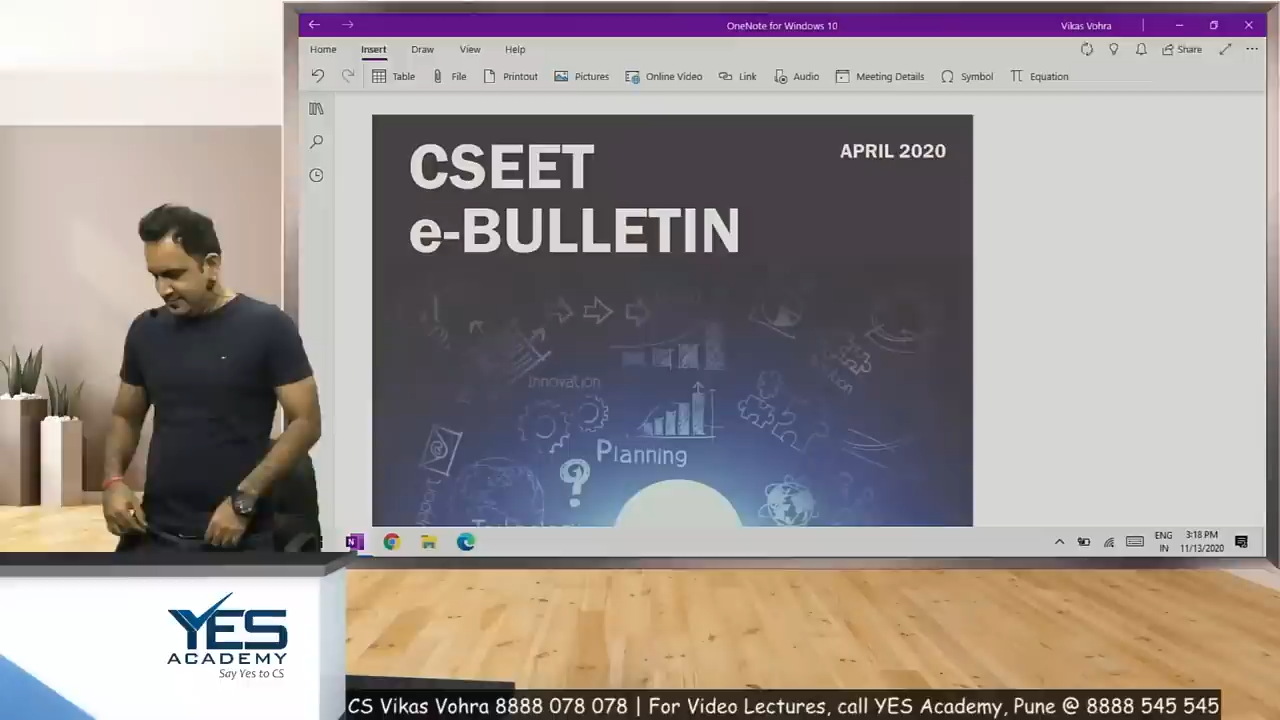 OneNote for Windows 10
Vikas Vohra
Home Insert Draw View Help
Share
Table File Printout Pictures Online Video Link Audio Meeting Details Symbol Equation
CSEET
e-BULLETIN
APRIL 2020
Innovation
Planning
?
@
ENG
IN
3:18 PM
11/13/2020
YES
ACADEMY
Say Yes to CS
CS Vikas Vohra 8888 078 078 | For Video Lectures, call YES Academy, Pune @ 8888 545 545